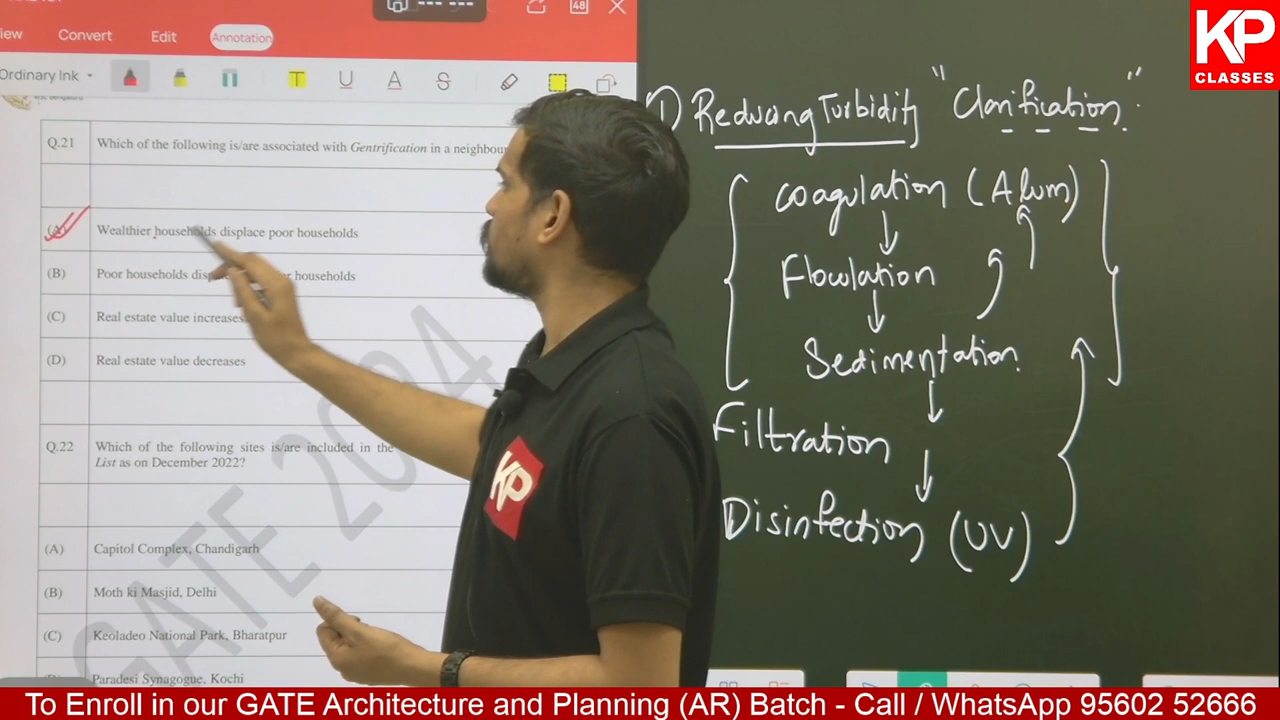 48
iew Convert Edit Annotation
Ordinary Ink
Q.21 Which of the following is/are associated with Gentrification in a neighbou
(A) Wealthier households displace poor households
(B) Poor households households
(C) Real estate value increases
(D) Real estate value decreases
Q.22 Which of the following sites is/are included in the
List as on December 2022?
(A) Capitol Complex, Chandigarh
(B) Moth ki Masjid, Delhi
(C) Keoladeo National Park, Bharatpur
Paradesi Synagogue, Kochi
GATE 2024
KP
KP
CLASSES
1) Reducing Turbidity "Clarification"
Coagulation (Alum)
Flowlation
Sedimentation
Filtration
Disinfection (UV)
To Enroll in our GATE Architecture and Planning (AR) Batch - Call / WhatsApp 95602 52666